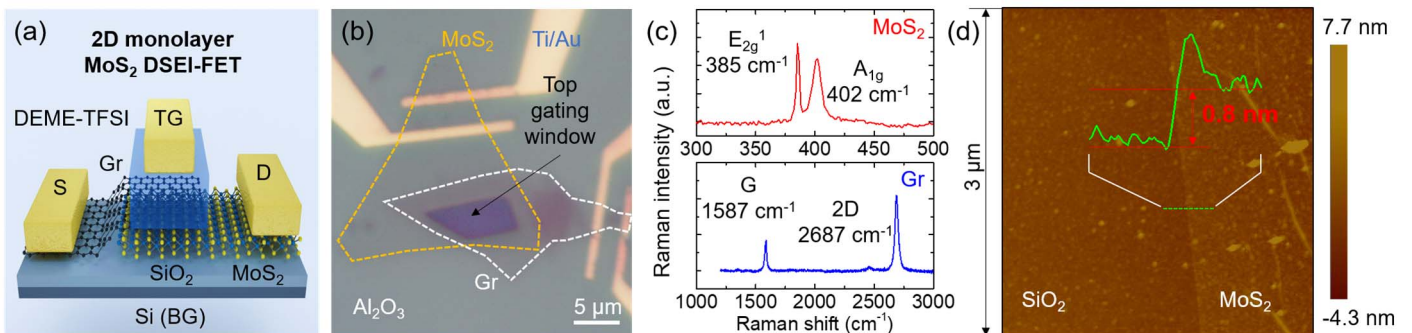 (a)
2D monolayer
MoS₂ DSEI-FET
DEME-TFSI
TG
Gr
S
D
SiO₂
MoS₂
Si (BG)
(b)
MoS₂
Ti/Au
Top
gating
window
Gr
Al₂O₃
5 μm
(c)
Raman intensity (a.u.)
E₂g¹
385 cm⁻¹
MoS₂
A₁g
402 cm⁻¹
300 350 400 450 500
Gr
G
1587 cm⁻¹
2D
2687 cm⁻¹
1000 1500 2000 2500 3000
Raman shift (cm⁻¹)
(d)
3 μm
0.8 nm
SiO₂
MoS₂
7.7 nm
-4.3 nm